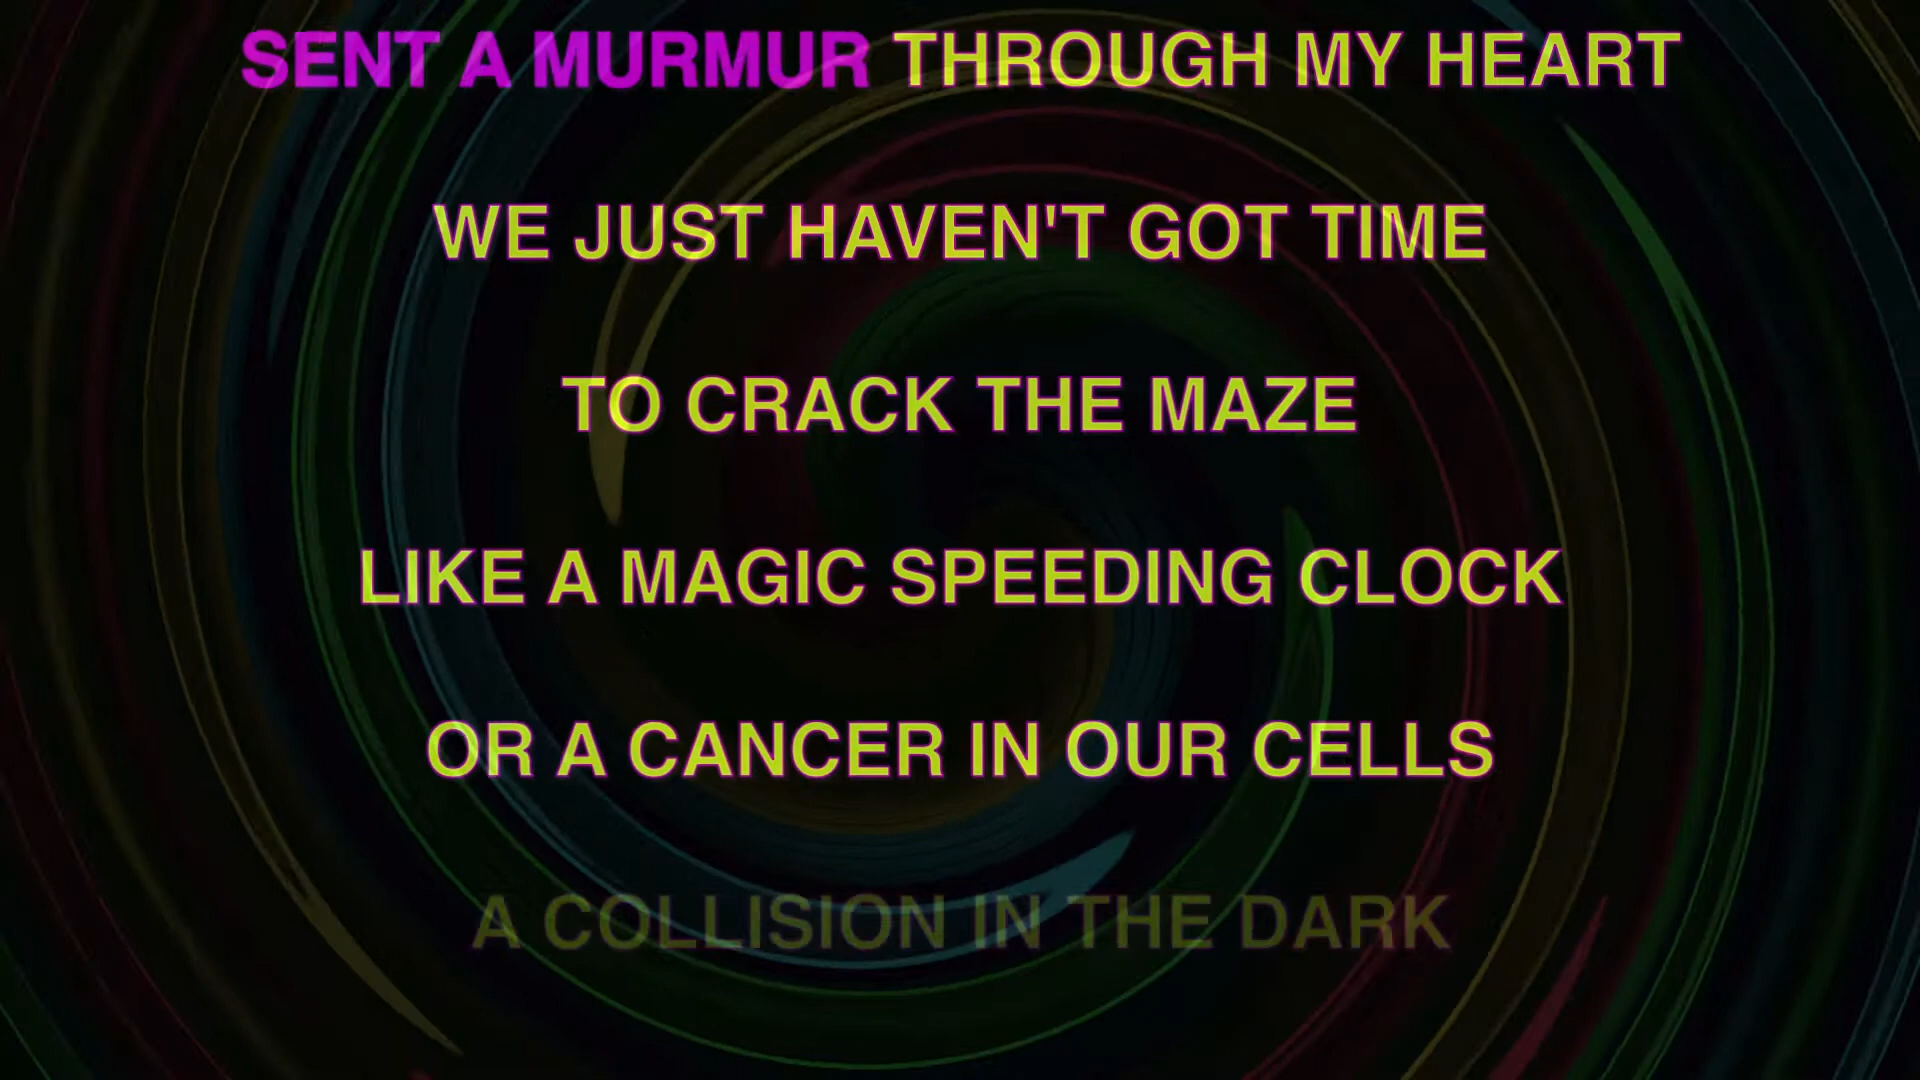 SENT A MURMUR THROUGH MY HEART
WE JUST HAVEN'T GOT TIME
TO CRACK THE MAZE
LIKE A MAGIC SPEEDING CLOCK
OR A CANCER IN OUR CELLS
A COLLISION IN THE DARK